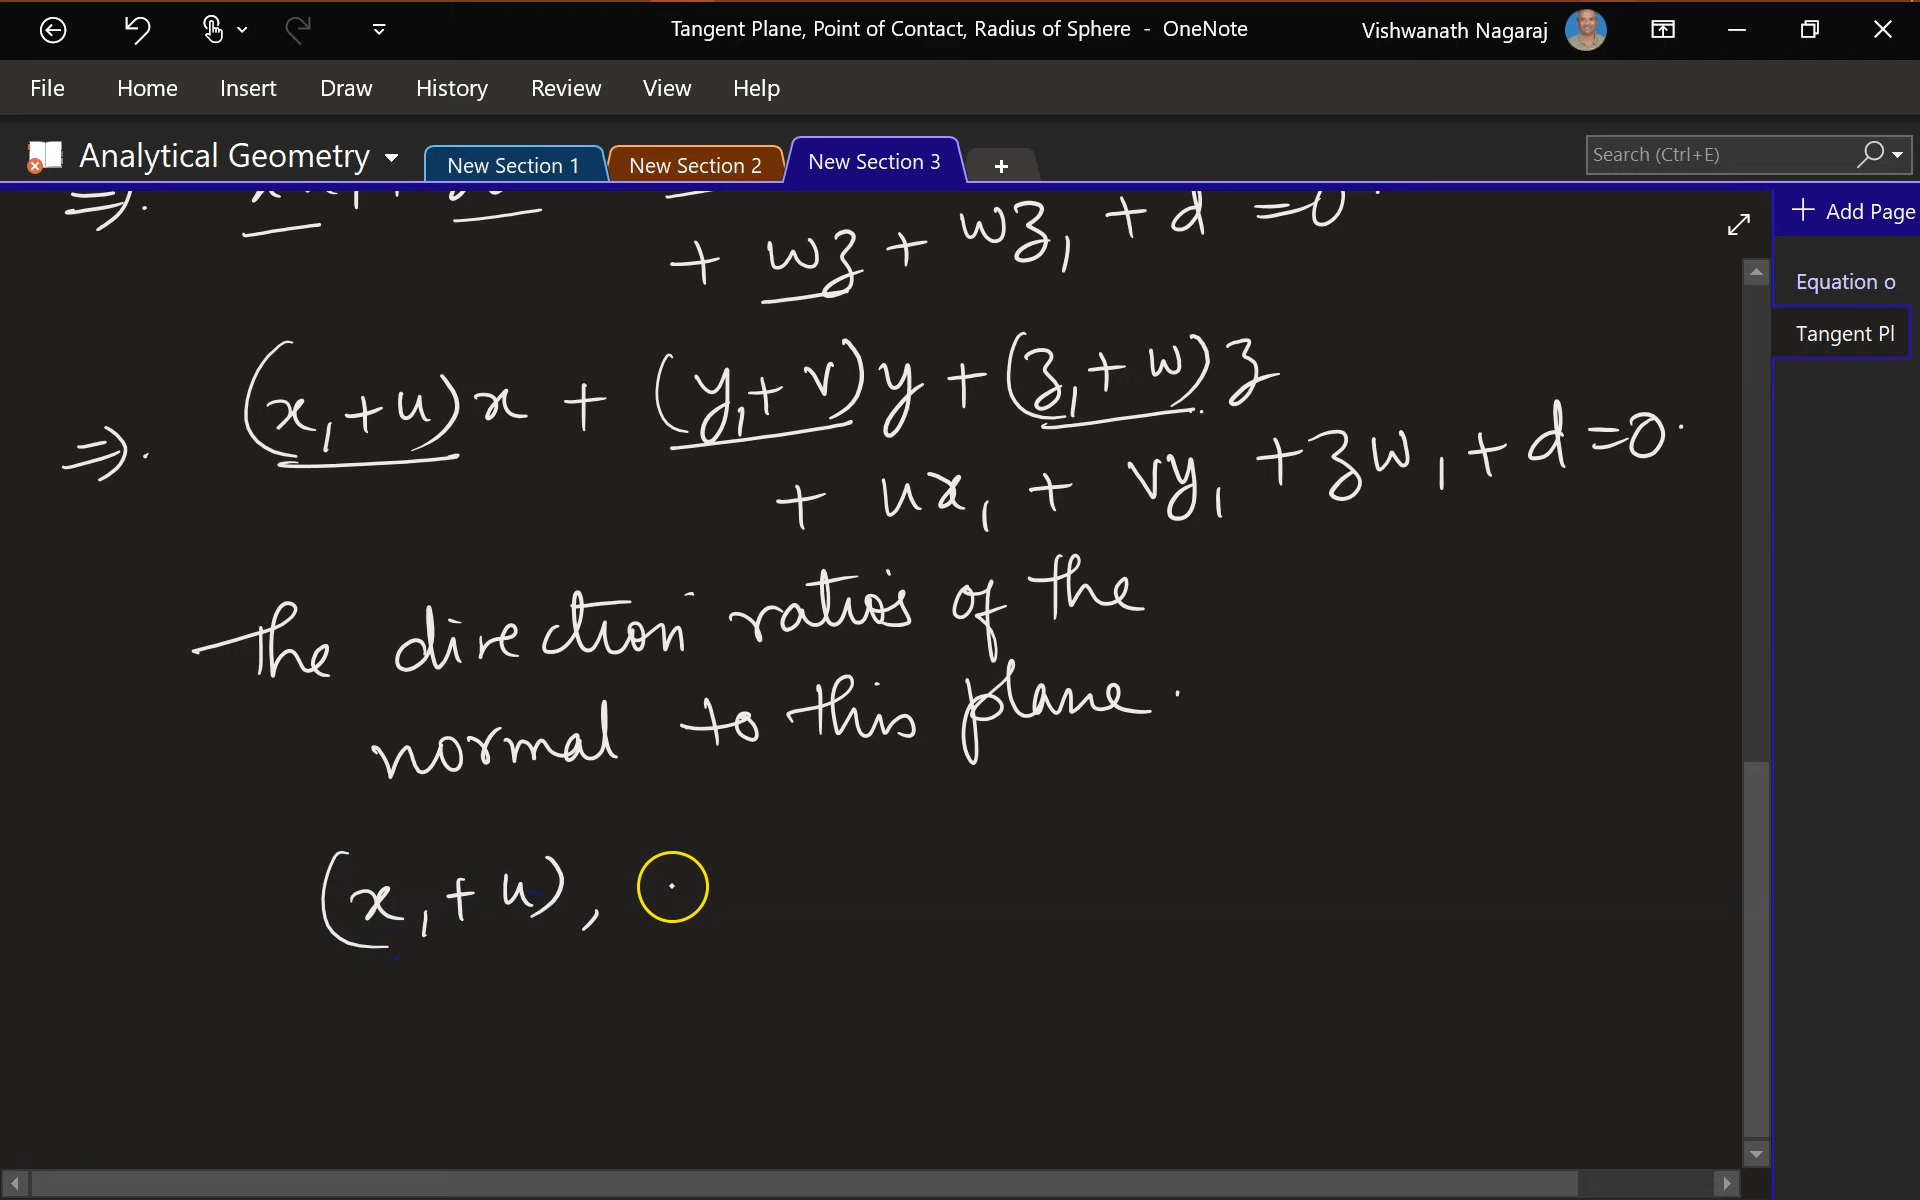 Tangent Plane, Point of Contact, Radius of Sphere - OneNote
Vishwanath Nagaraj
File Home Insert Draw History Review View Help
Analytical Geometry
New Section 1
New Section 2
New Section 3
+
Search (Ctrl+E)
+ Add Page
Equation o
Tangent Pl
+ wz + wz₁ + d = 0.
⇒. (x₁+u)x + (y₁+v)y + (z₁+w)z
+ ux₁ + vy₁ + zw₁ + d = 0.
The direction ratios of the
normal to this plane.
(x₁+u),